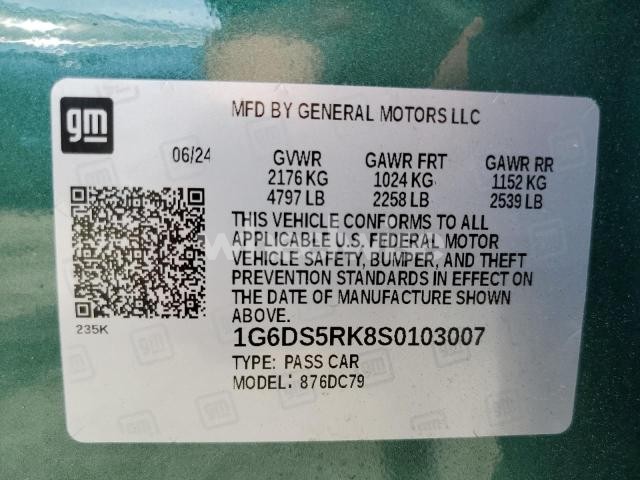 gm
MFD BY GENERAL MOTORS LLC
06/24 GVWR GAWR FRT GAWR RR
2176 KG 1024 KG 1152 KG
4797 LB 2258 LB 2539 LB
THIS VEHICLE CONFORMS TO ALL
APPLICABLE U.S. FEDERAL MOTOR
VEHICLE SAFETY, BUMPER, AND THEFT
PREVENTION STANDARDS IN EFFECT ON
THE DATE OF MANUFACTURE SHOWN
ABOVE.
235K
1G6DS5RK8S0103007
TYPE: PASS CAR
MODEL: 876DC79